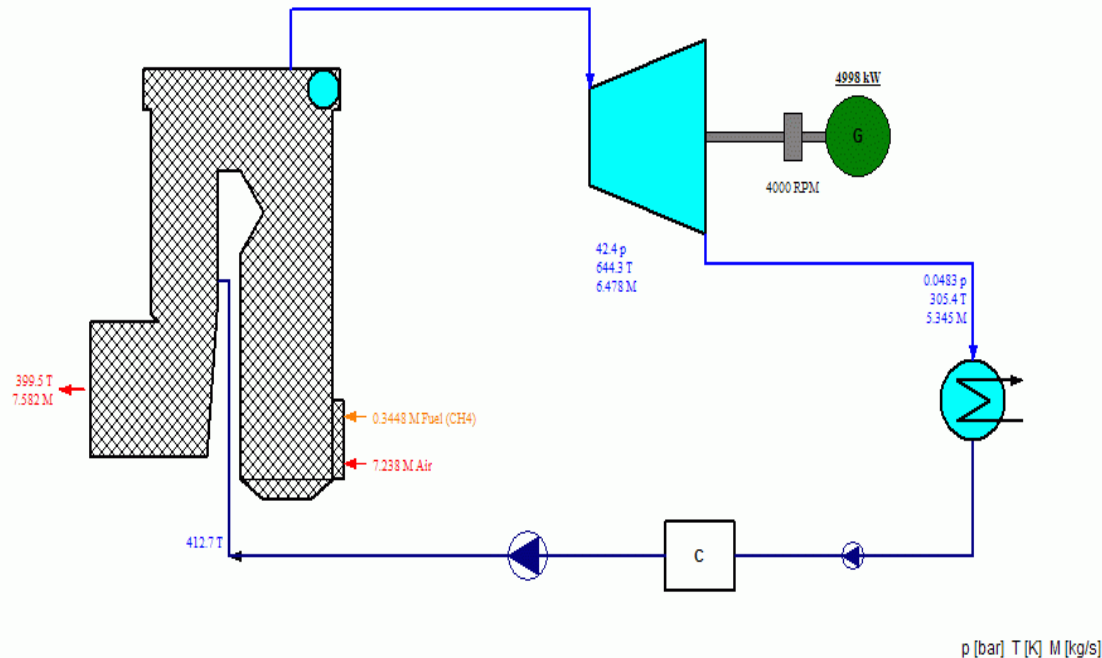 4998 kW
G
4000 RPM
42.4 p
644.3 T
6.478 M
0.0483 p
305.4 T
5.345 M
399.5 T
7.582 M
0.3448 M Fuel (CH4)
7.238 M Air
412.7 T
C
p [bar] T [K] M [kg/s]